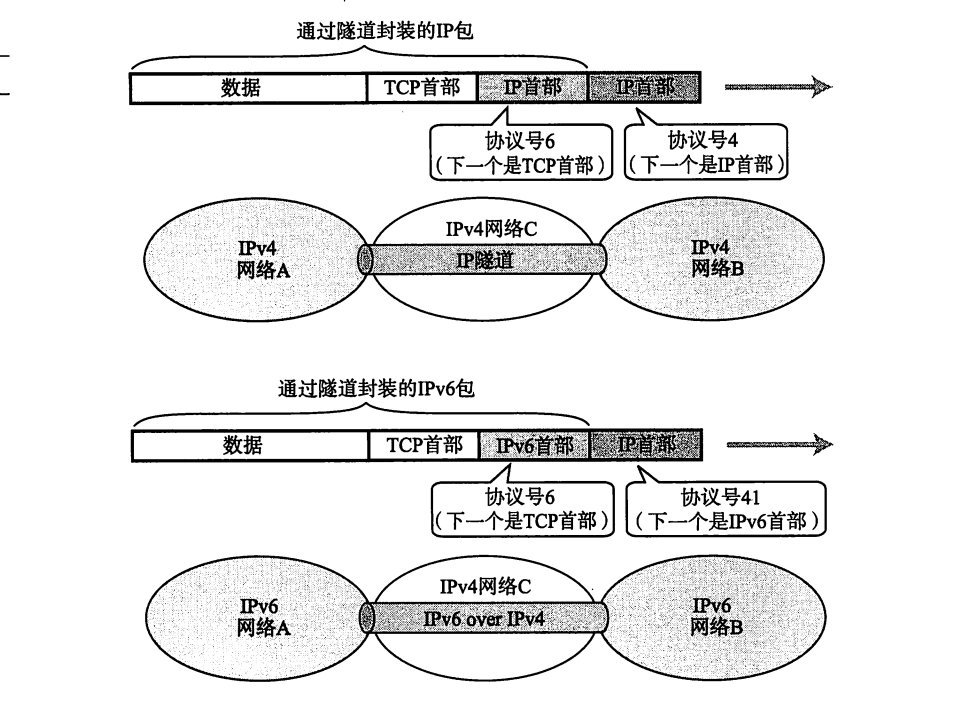 通过隧道封装的IP包
数据 TCP首部 IP首部 IP首部
协议号6
（下一个是TCP首部）
协议号4
（下一个是IP首部）
IPv4
网络A
IPv4网络C
IP隧道
IPv4
网络B
通过隧道封装的IPv6包
数据 TCP首部 IPv6首部 IP首部
协议号6
（下一个是TCP首部）
协议号41
（下一个是IPv6首部）
IPv6
网络A
IPv4网络C
IPv6 over IPv4
IPv6
网络B